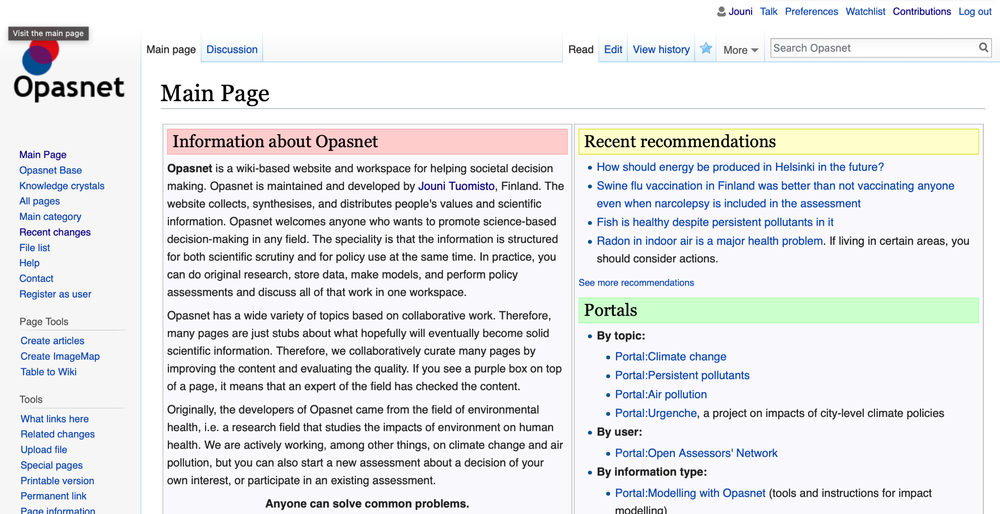 Jouni Talk Preferences Watchlist Contributions Log out
Visit the main page
Opasnet
Main page Discussion
Read Edit View history More
Search Opasnet
Main Page
Opasnet Base
Knowledge crystals
All pages
Main category
Recent changes
File list
Help
Contact
Register as user
Page Tools
Create articles
Create ImageMap
Table to Wiki
Tools
What links here
Related changes
Upload file
Special pages
Printable version
Permanent link
Page information
Main Page
Information about Opasnet
Opasnet is a wiki-based website and workspace for helping societal decision
making. Opasnet is maintained and developed by Jouni Tuomisto, Finland. The
website collects, synthesises, and distributes people's values and scientific
information. Opasnet welcomes anyone who wants to promote science-based
decision-making in any field. The speciality is that the information is structured
for both scientific scrutiny and for policy use at the same time. In practice, you
can do original research, store data, make models, and perform policy
assessments and discuss all of that work in one workspace.
Opasnet has a wide variety of topics based on collaborative work. Therefore,
many pages are just stubs about what hopefully will eventually become solid
scientific information. Therefore, we collaboratively curate many pages by
improving the content and evaluating the quality. If you see a purple box on top
of a page, it means that an expert of the field has checked the content.
Originally, the developers of Opasnet came from the field of environmental
health, i.e. a research field that studies the impacts of environment on human
health. We are actively working, among other things, on climate change and air
pollution, but you can also start a new assessment about a decision of your
own interest, or participate in an existing assessment.
Anyone can solve common problems.
Recent recommendations
How should energy be produced in Helsinki in the future?
Swine flu vaccination in Finland was better than not vaccinating anyone
even when narcolepsy is included in the assessment
Fish is healthy despite persistent pollutants in it
Radon in indoor air is a major health problem. If living in certain areas, you
should consider actions.
See more recommendations
Portals
By topic:
Portal:Climate change
Portal:Persistent pollutants
Portal:Air pollution
Portal:Urgenche, a project on impacts of city-level climate policies
By user:
Portal:Open Assessors' Network
By information type:
Portal:Modelling with Opasnet (tools and instructions for impact
modelling)